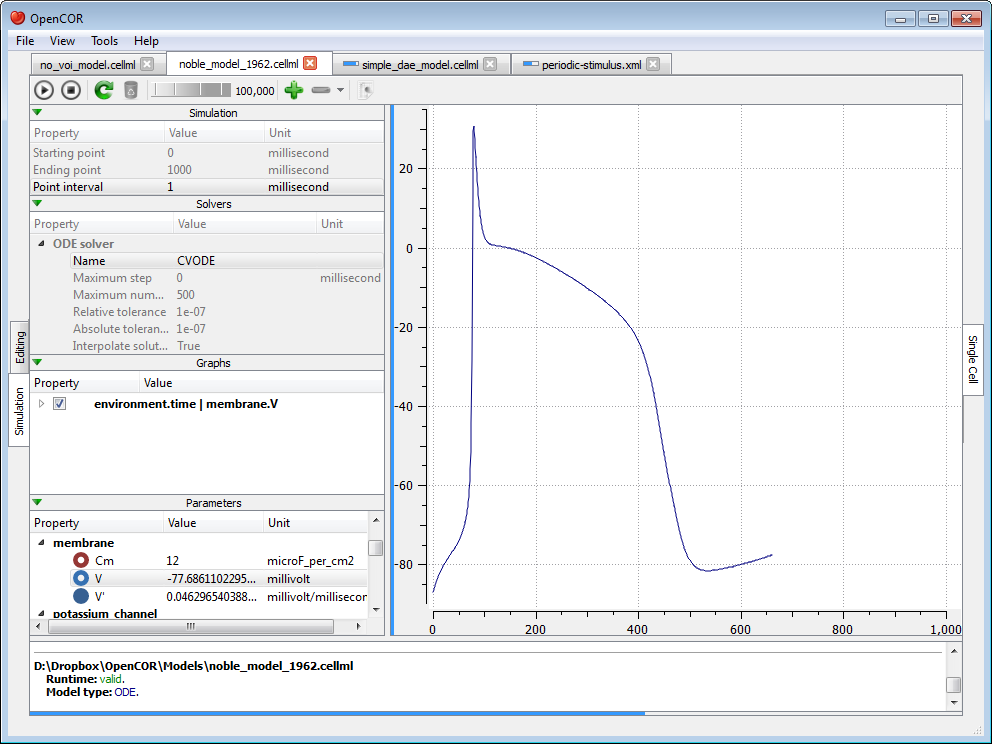 OpenCOR
File View Tools Help
no_voi_model.cellml noble_model_1962.cellml simple_dae_model.cellml periodic-stimulus.xml
100,000
Simulation
Property Value Unit
Starting point 0 millisecond
Ending point 1000 millisecond
Point interval 1 millisecond
Solvers
Property Value Unit
ODE solver
Name CVODE
Maximum step 0 millisecond
Maximum num... 500
Relative tolerance 1e-07
Absolute toleran... 1e-07
Interpolate solut... True
Graphs
Property Value
environment.time | membrane.V
Parameters
Property Value Unit
membrane
Cm 12 microF_per_cm2
V -77.6861102295... millivolt
V' 0.046296540388... millivolt/millisecor
potassium_channel
Editing
Simulation
20
0
-20
-40
-60
-80
0 200 400 600 800 1,000
Single Cell
D:\Dropbox\OpenCOR\Models\noble_model_1962.cellml
Runtime: valid.
Model type: ODE.